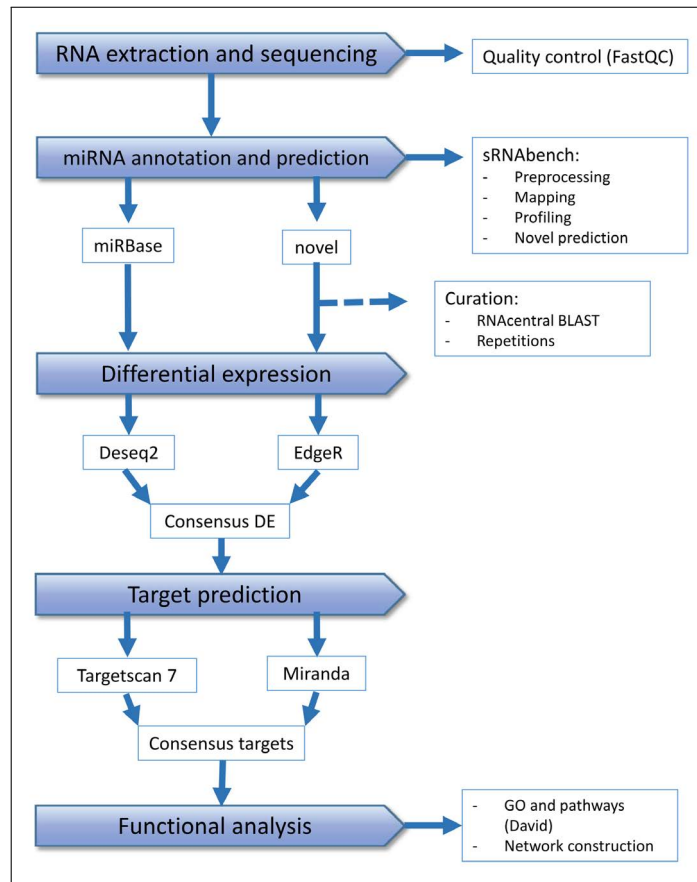 RNA extraction and sequencing
Quality control (FastQC)
miRNA annotation and prediction
sRNAbench:
- Preprocessing
- Mapping
- Profiling
- Novel prediction
miRBase
novel
Curation:
- RNAcentral BLAST
- Repetitions
Differential expression
Deseq2
EdgeR
Consensus DE
Target prediction
Targetscan 7
Miranda
Consensus targets
Functional analysis
- GO and pathways
(David)
- Network construction